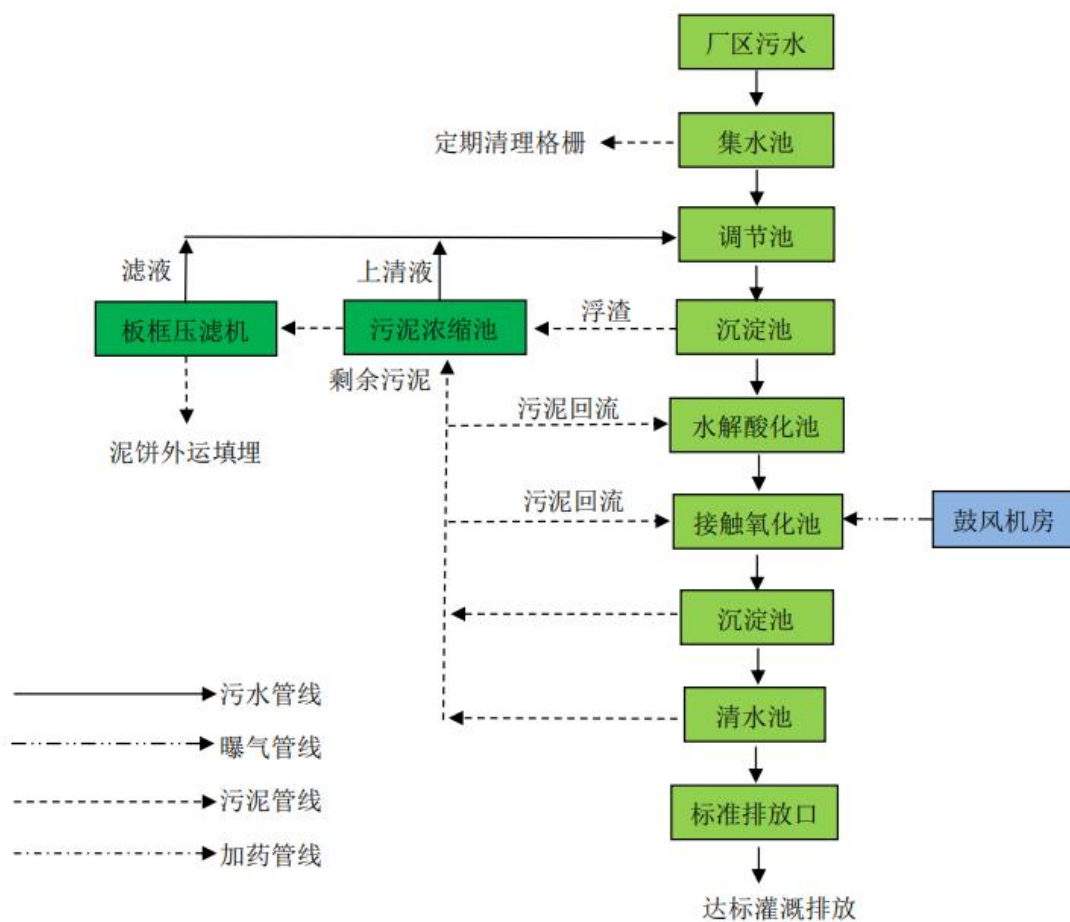 厂区污水
定期清理格栅
集水池
调节池
滤液
上清液
板框压滤机
污泥浓缩池
浮渣
沉淀池
剩余污泥
污泥回流
水解酸化池
泥饼外运填埋
污泥回流
接触氧化池
鼓风机房
沉淀池
污水管线
清水池
曝气管线
污泥管线
标准排放口
加药管线
达标灌溉排放